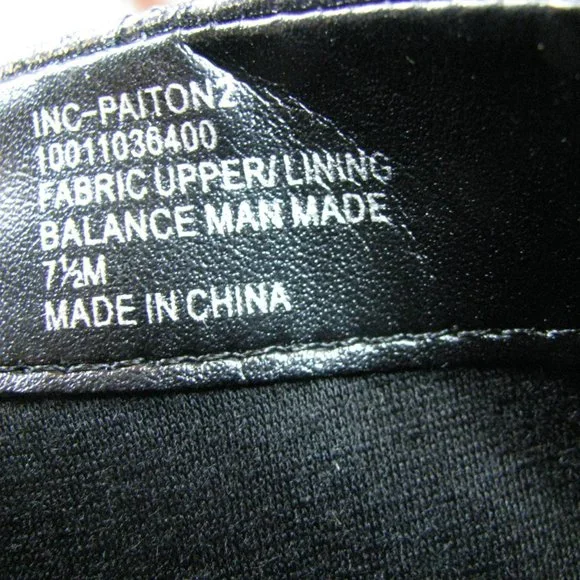 INC-PAITON2
10011036400
FABRIC UPPER/ LINING
BALANCE MAN MADE
7½M
MADE IN CHINA